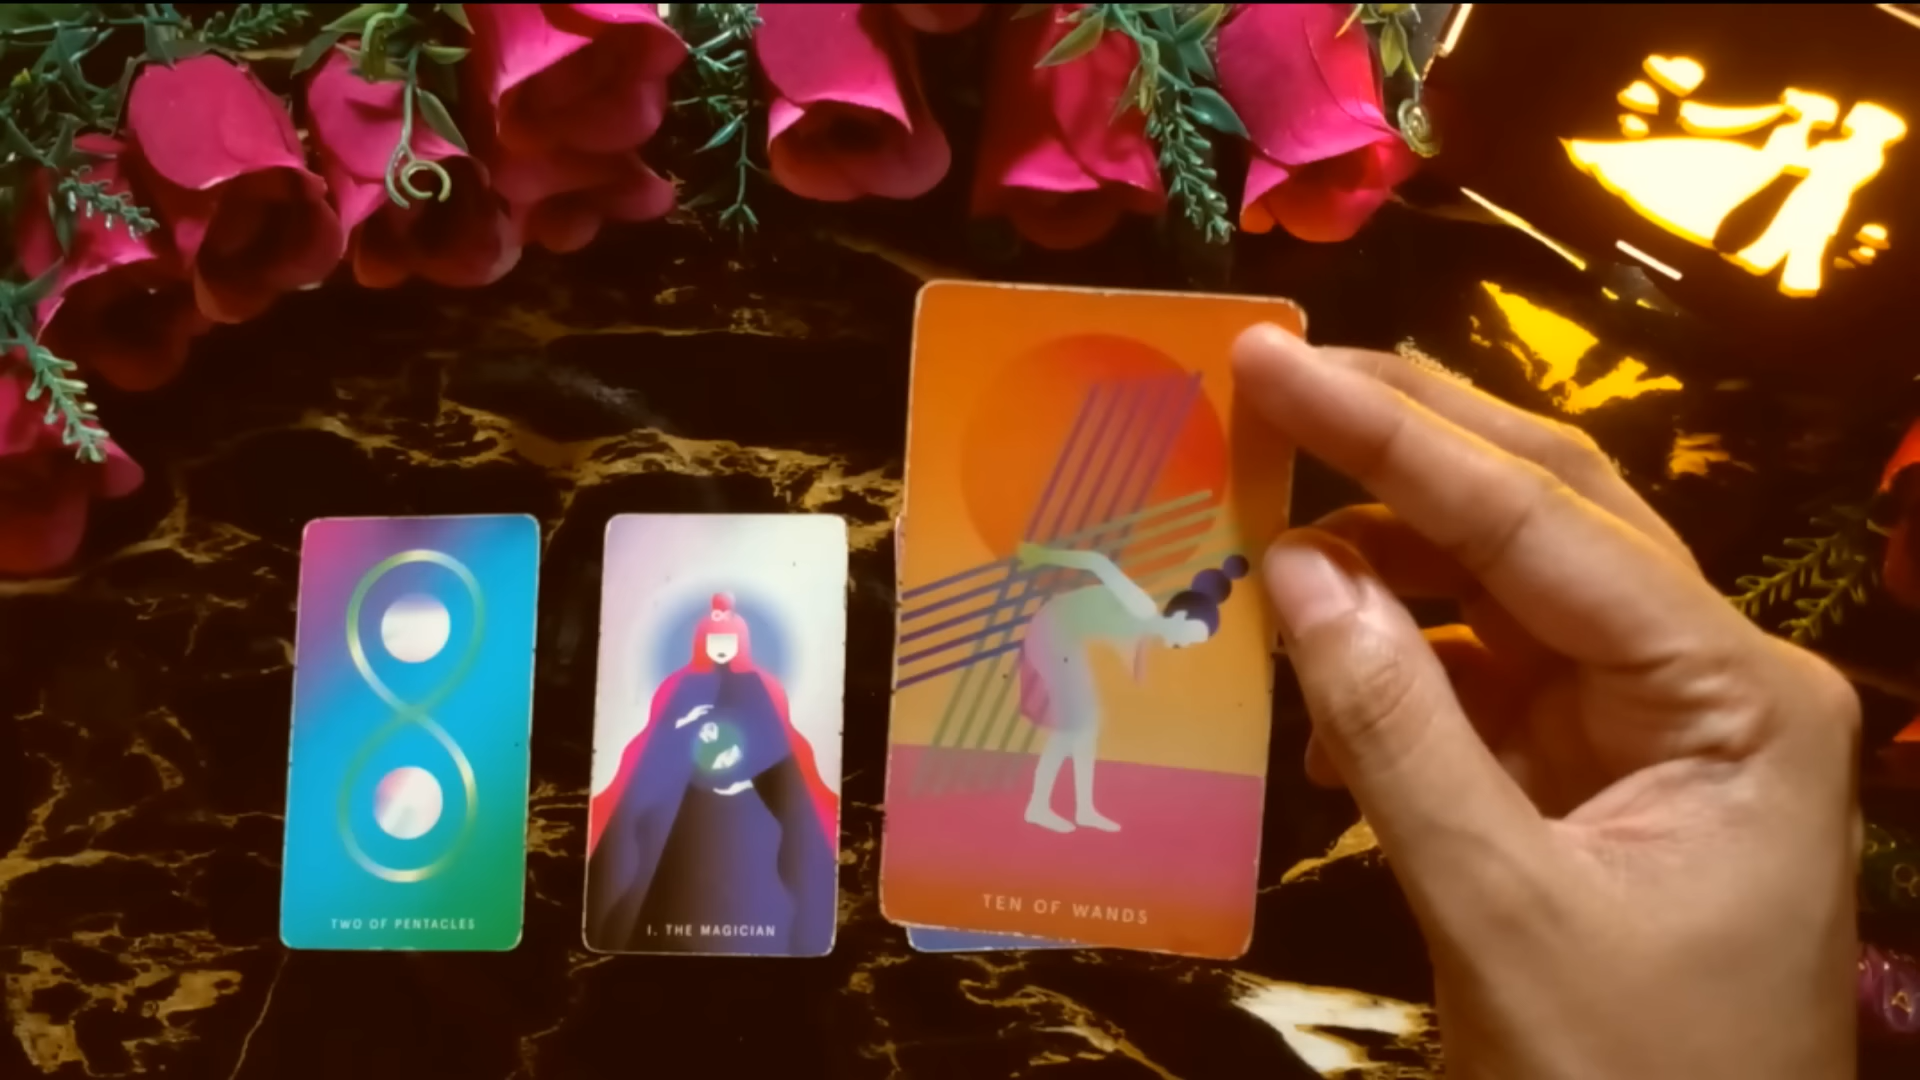 TWO OF PENTACLES
I. THE MAGICIAN
TEN OF WANDS